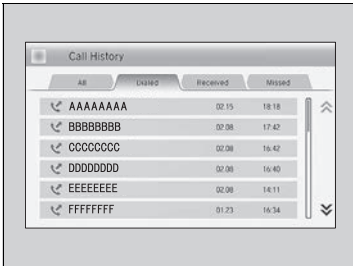 Call History
All Dialed Received Missed
AAAAAAAA 02.15 18:18
BBBBBBBB 02.08 17:42
CCCCCCCC 02.08 16:42
DDDDDDDD 02.08 16:40
EEEEEEEE 02.08 14:11
FFFFFFFF 01.23 16:34